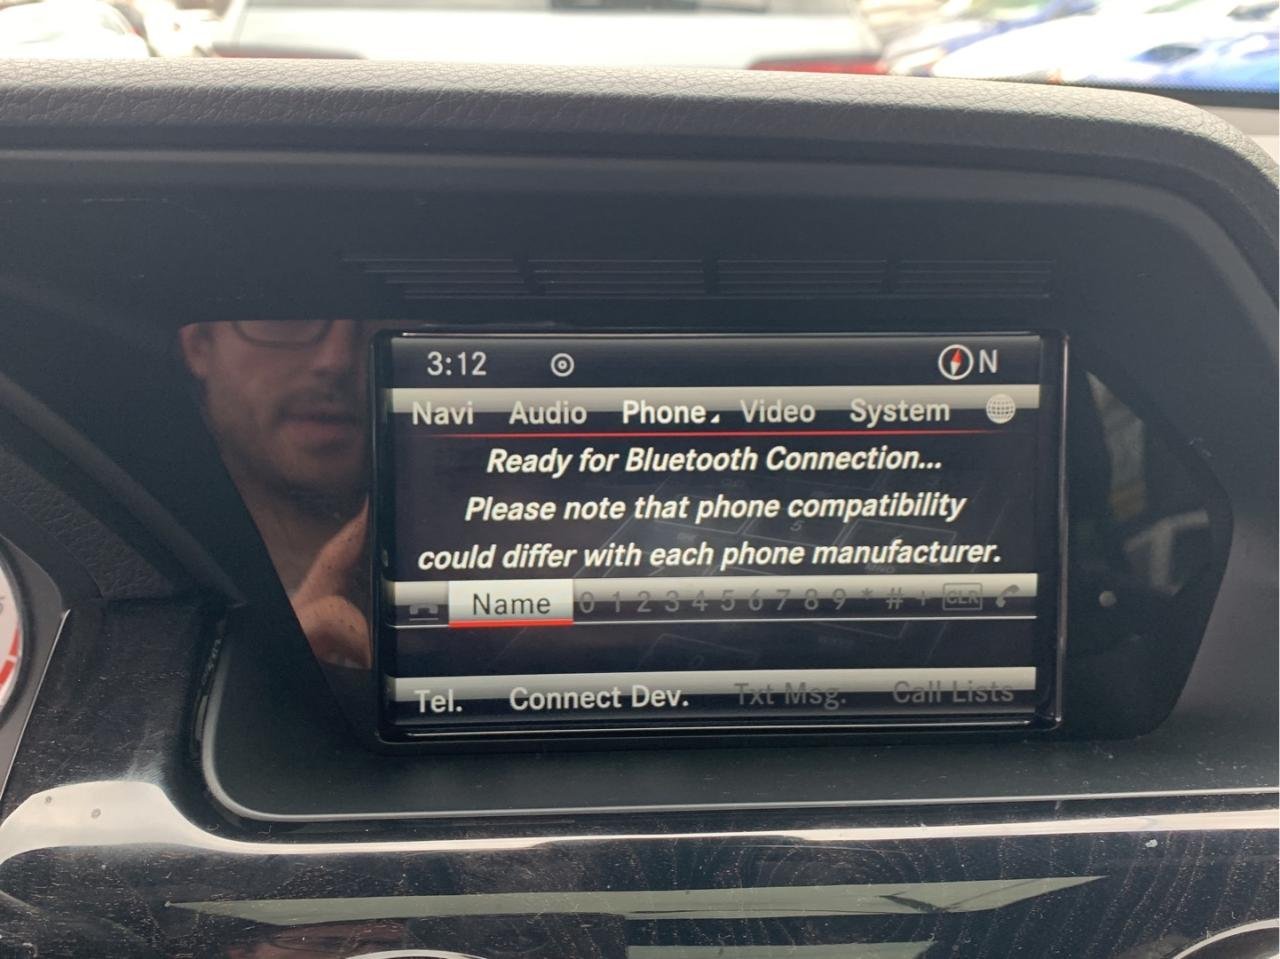 3:12 N
Navi Audio Phone Video System
Ready for Bluetooth Connection...
Please note that phone compatibility
could differ with each phone manufacturer.
Name 0 1 2 3 4 5 6 7 8 9 * # + CLR
Tel. Connect Dev. Txt Msg. Call Lists